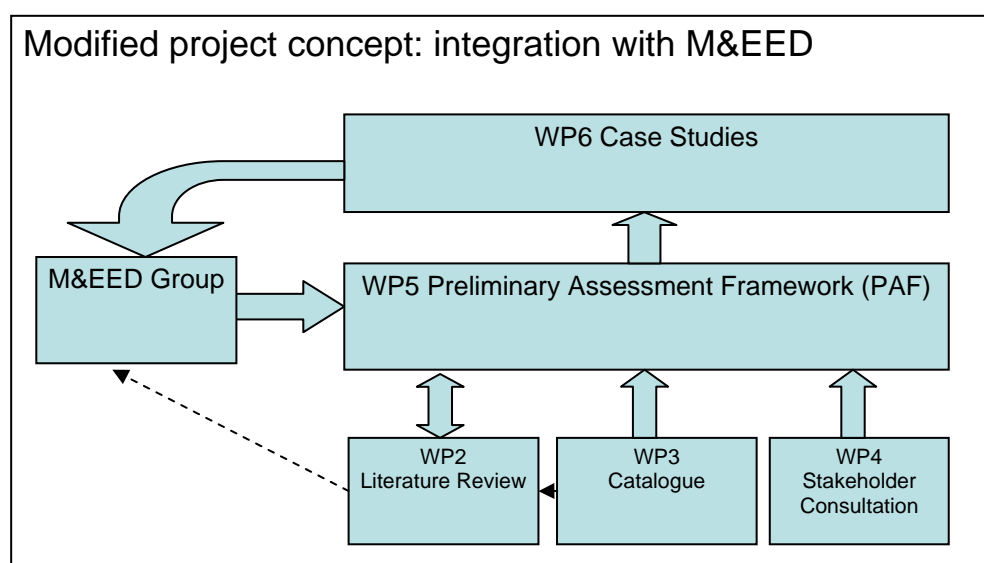 Modified project concept: integration with M&EED
WP6 Case Studies
M&EED Group
WP5 Preliminary Assessment Framework (PAF)
WP2
Literature Review
WP3
Catalogue
WP4
Stakeholder
Consultation